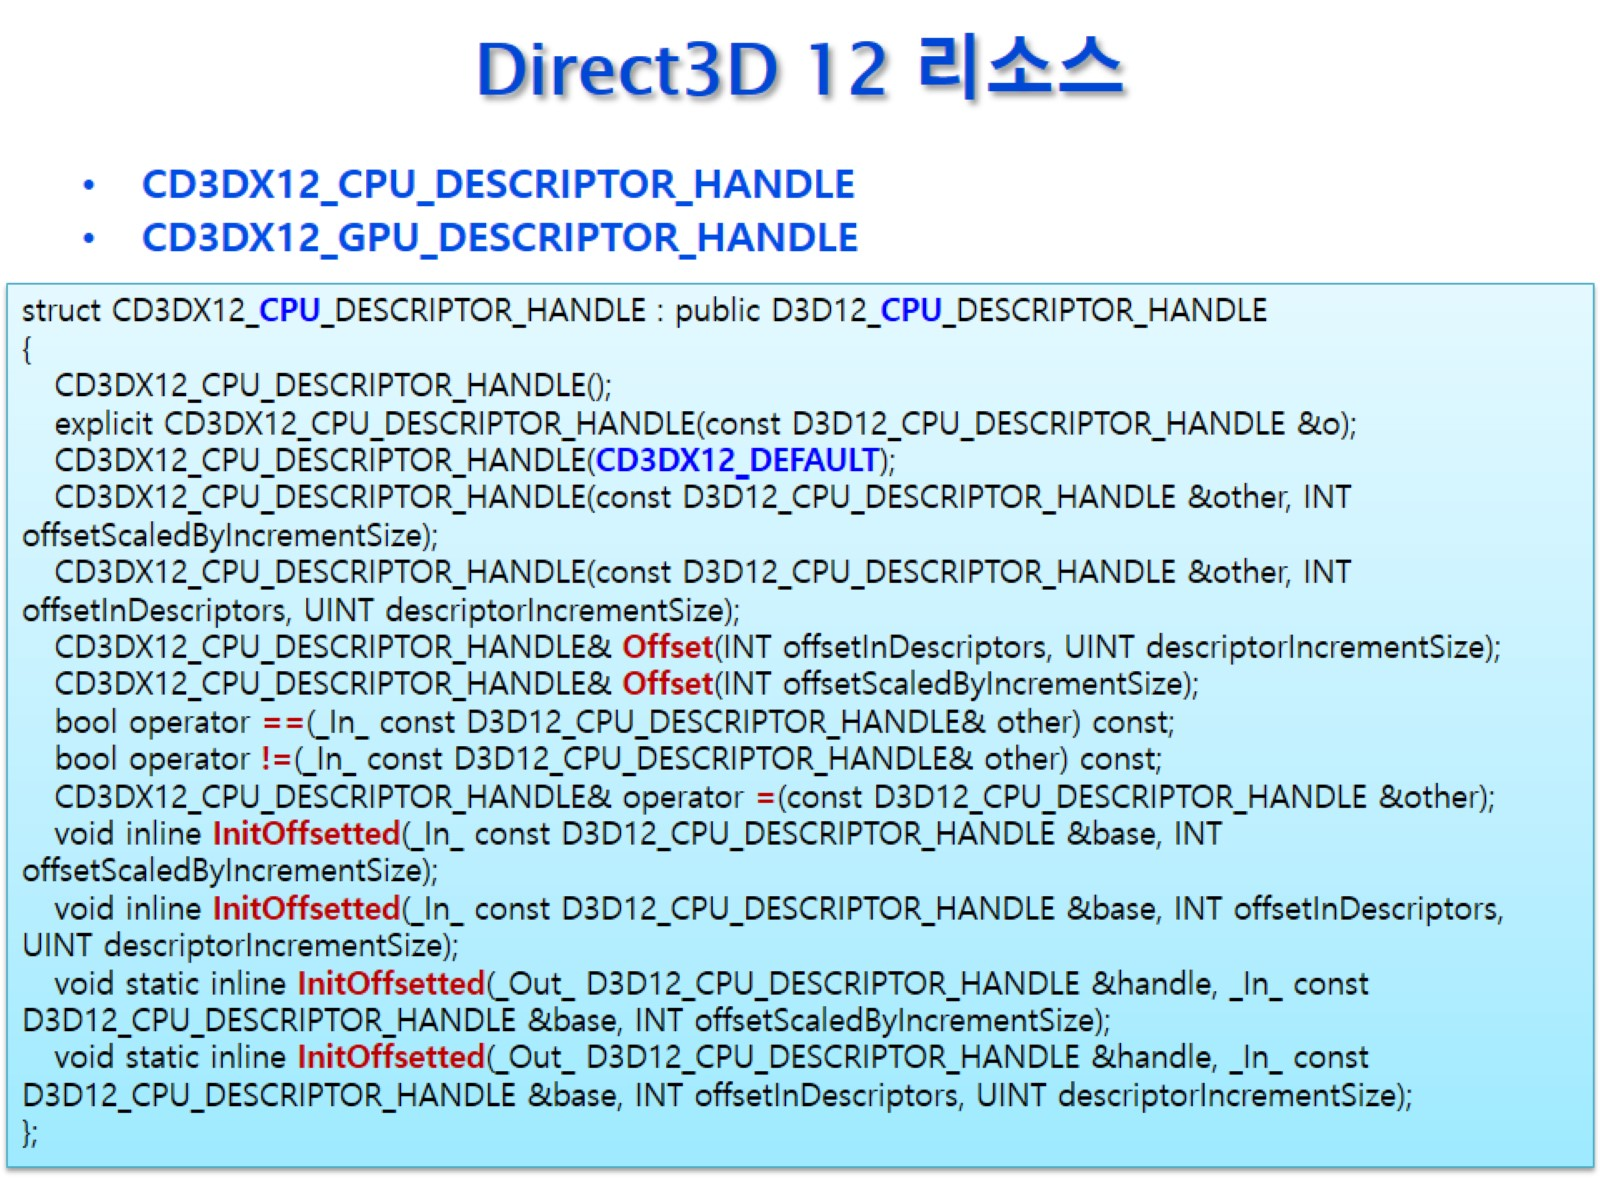 Direct3D 12 리소스
• CD3DX12_CPU_DESCRIPTOR_HANDLE
• CD3DX12_GPU_DESCRIPTOR_HANDLE
struct CD3DX12_CPU_DESCRIPTOR_HANDLE : public D3D12_CPU_DESCRIPTOR_HANDLE
{
CD3DX12_CPU_DESCRIPTOR_HANDLE();
explicit CD3DX12_CPU_DESCRIPTOR_HANDLE(const D3D12_CPU_DESCRIPTOR_HANDLE &o);
CD3DX12_CPU_DESCRIPTOR_HANDLE(CD3DX12_DEFAULT);
CD3DX12_CPU_DESCRIPTOR_HANDLE(const D3D12_CPU_DESCRIPTOR_HANDLE &other, INT
offsetScaledByIncrementSize);
CD3DX12_CPU_DESCRIPTOR_HANDLE(const D3D12_CPU_DESCRIPTOR_HANDLE &other, INT
offsetInDescriptors, UINT descriptorIncrementSize);
CD3DX12_CPU_DESCRIPTOR_HANDLE& Offset(INT offsetInDescriptors, UINT descriptorIncrementSize);
CD3DX12_CPU_DESCRIPTOR_HANDLE& Offset(INT offsetScaledByIncrementSize);
bool operator ==(_In_ const D3D12_CPU_DESCRIPTOR_HANDLE& other) const;
bool operator !=(_In_ const D3D12_CPU_DESCRIPTOR_HANDLE& other) const;
CD3DX12_CPU_DESCRIPTOR_HANDLE& operator =(const D3D12_CPU_DESCRIPTOR_HANDLE &other);
void inline InitOffsetted(_In_ const D3D12_CPU_DESCRIPTOR_HANDLE &base, INT
offsetScaledByIncrementSize);
void inline InitOffsetted(_In_ const D3D12_CPU_DESCRIPTOR_HANDLE &base, INT offsetInDescriptors,
UINT descriptorIncrementSize);
void static inline InitOffsetted(_Out_ D3D12_CPU_DESCRIPTOR_HANDLE &handle, _In_ const
D3D12_CPU_DESCRIPTOR_HANDLE &base, INT offsetScaledByIncrementSize);
void static inline InitOffsetted(_Out_ D3D12_CPU_DESCRIPTOR_HANDLE &handle, _In_ const
D3D12_CPU_DESCRIPTOR_HANDLE &base, INT offsetInDescriptors, UINT descriptorIncrementSize);
};